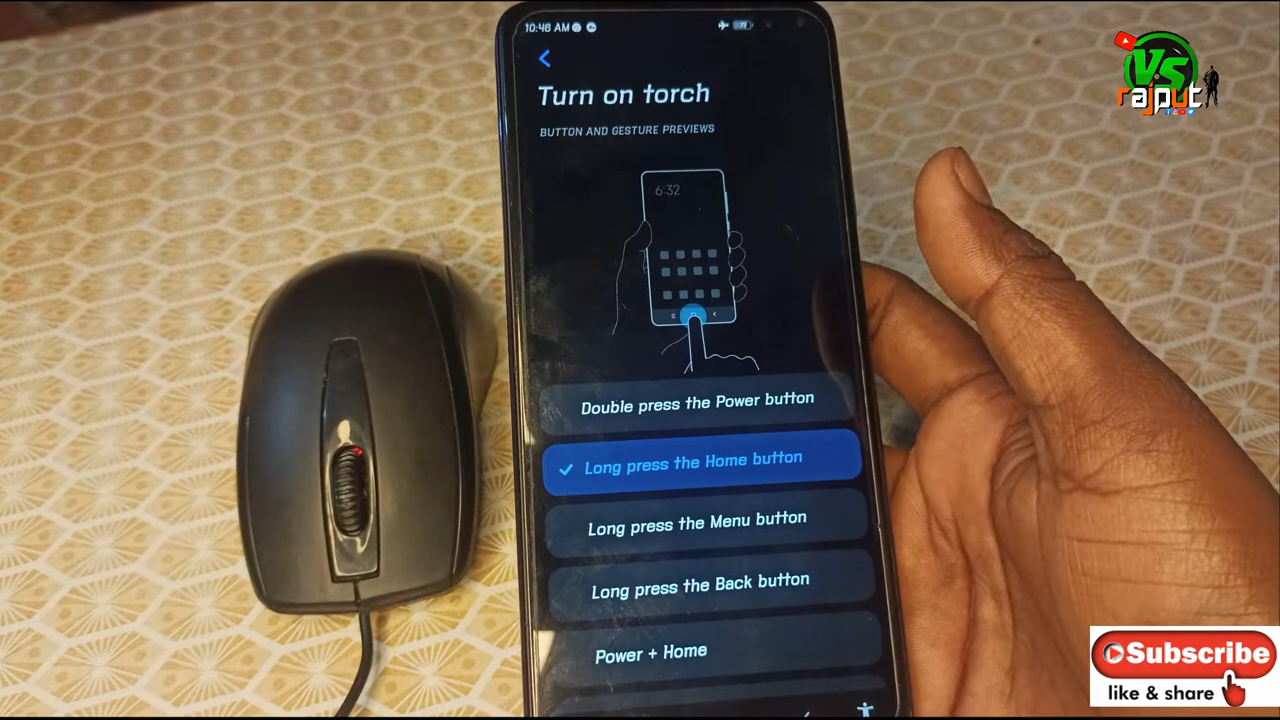 10:46 AM
77
Turn on torch
BUTTON AND GESTURE PREVIEWS
6:32
Double press the Power button
Long press the Home button
Long press the Menu button
Long press the Back button
Power + Home
VS
rajput
Subscribe
like & share